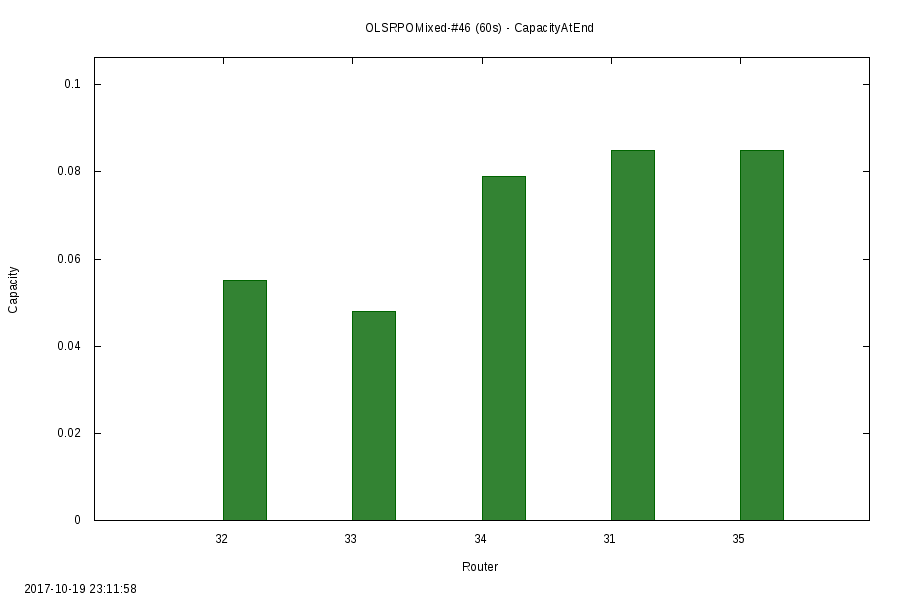 OLSRPOMixed-#46 (60s) - CapacityAtEnd
0.1
0.08
0.06
0.04
0.02
0
Capacity
32 33 34 31 35
Router
2017-10-19 23:11:58